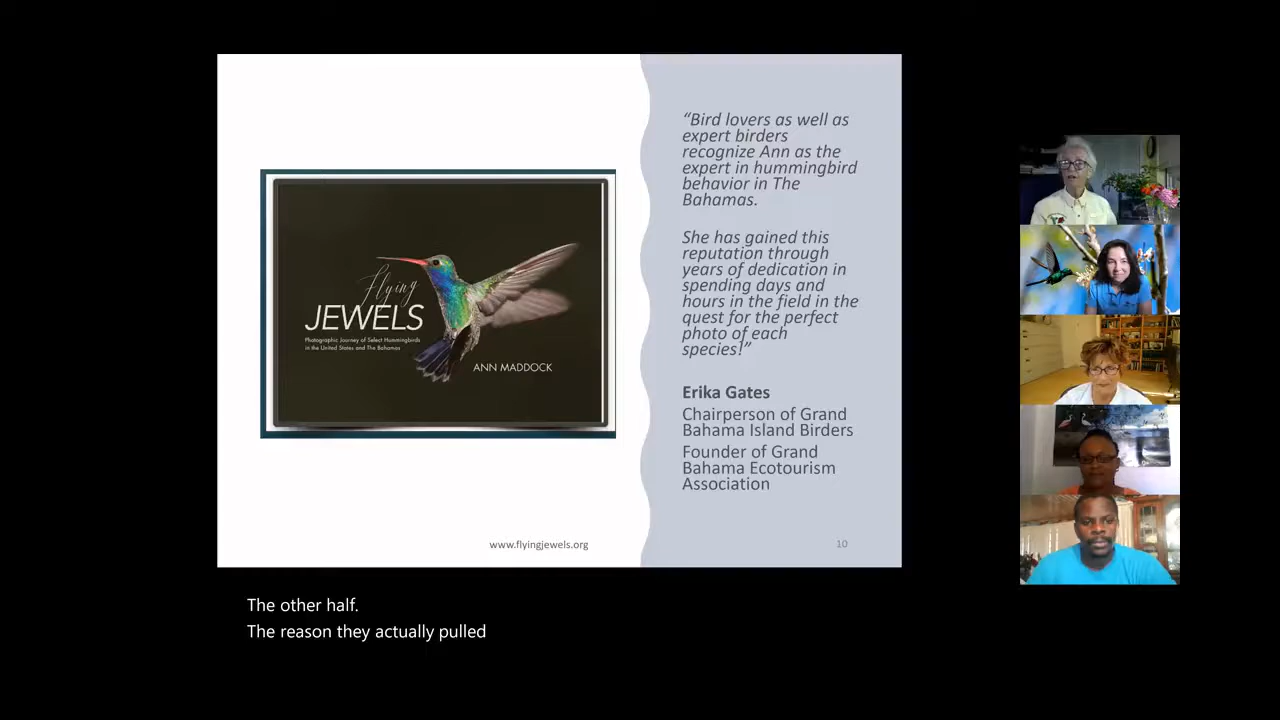 “Bird lovers as well as
expert birders
recognize Ann as the
expert in hummingbird
behavior in The
Bahamas.
She has gained this
reputation through
years of dedication in
spending days and
hours in the field in the
quest for the perfect
photo of each
species!”
Erika Gates
Chairperson of Grand
Bahama Island Birders
Founder of Grand
Bahama Ecotourism
Association
Flying
JEWELS
Photographic Journey of Select Hummingbirds
in the United States and The Bahamas
ANN MADDOCK
www.flyingjewels.org
10
The other half.
The reason they actually pulled